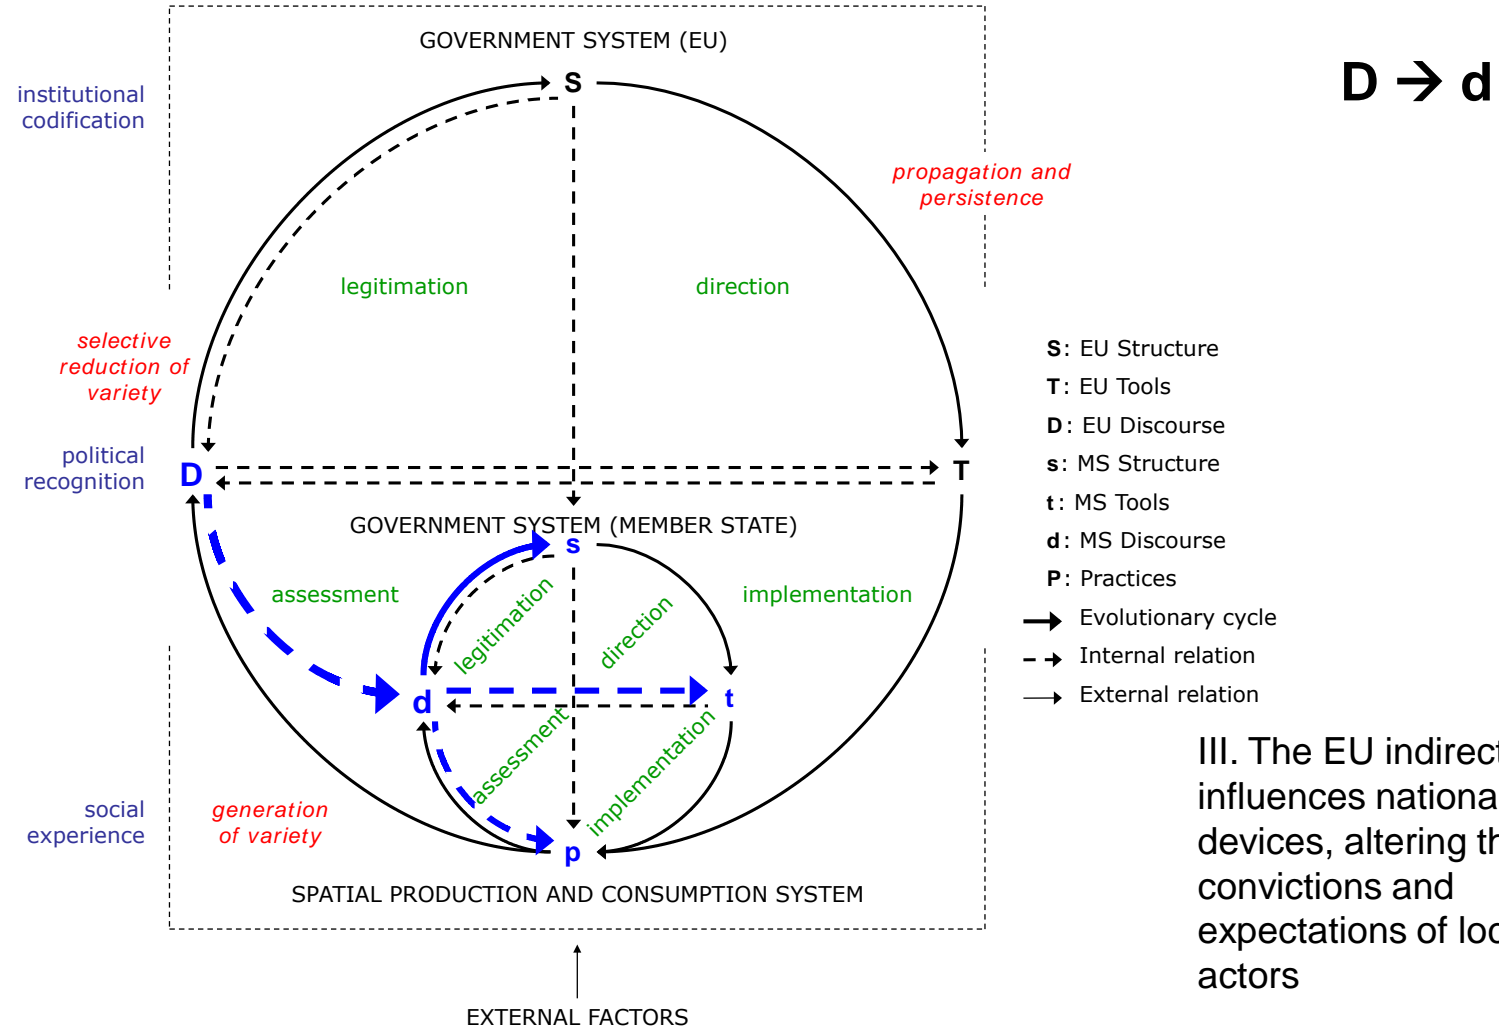 GOVERNMENT SYSTEM (EU)
D → d
S
institutional
codification
propagation and
persistence
legitimation
direction
selective
reduction of
variety
S: EU Structure
T: EU Tools
D: EU Discourse
s: MS Structure
t: MS Tools
d: MS Discourse
P: Practices
Evolutionary cycle
Internal relation
External relation
political
recognition
D
T
GOVERNMENT SYSTEM (MEMBER STATE)
s
assessment
implementation
legitimation
direction
d
t
assessment
implementation
social
experience
generation
of variety
p
SPATIAL PRODUCTION AND CONSUMPTION SYSTEM
EXTERNAL FACTORS
III. The EU indirect
influences nationa
devices, altering th
convictions and
expectations of loc
actors